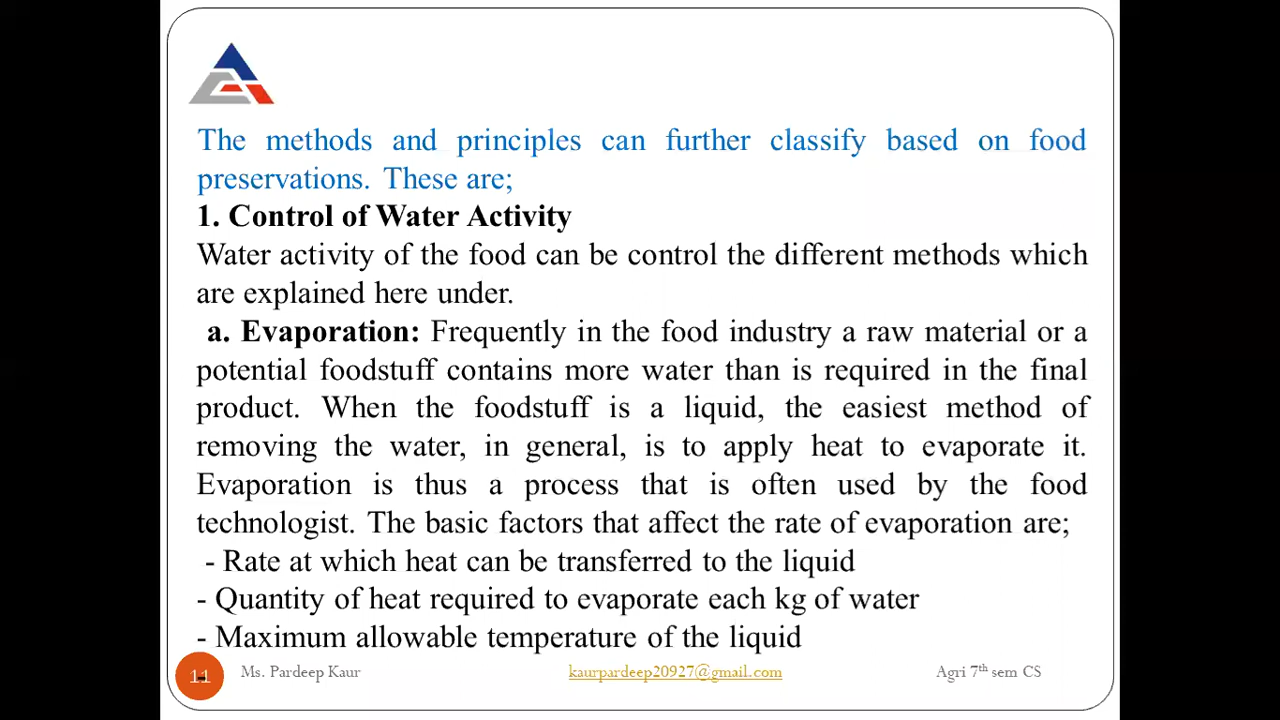 The methods and principles can further classify based on food
preservations. These are;
1. Control of Water Activity
Water activity of the food can be control the different methods which
are explained here under.
a. Evaporation: Frequently in the food industry a raw material or a
potential foodstuff contains more water than is required in the final
product. When the foodstuff is a liquid, the easiest method of
removing the water, in general, is to apply heat to evaporate it.
Evaporation is thus a process that is often used by the food
technologist. The basic factors that affect the rate of evaporation are;
- Rate at which heat can be transferred to the liquid
- Quantity of heat required to evaporate each kg of water
- Maximum allowable temperature of the liquid
11 Ms. Pardeep Kaur kaurpardeep20927@gmail.com Agri 7th sem CS